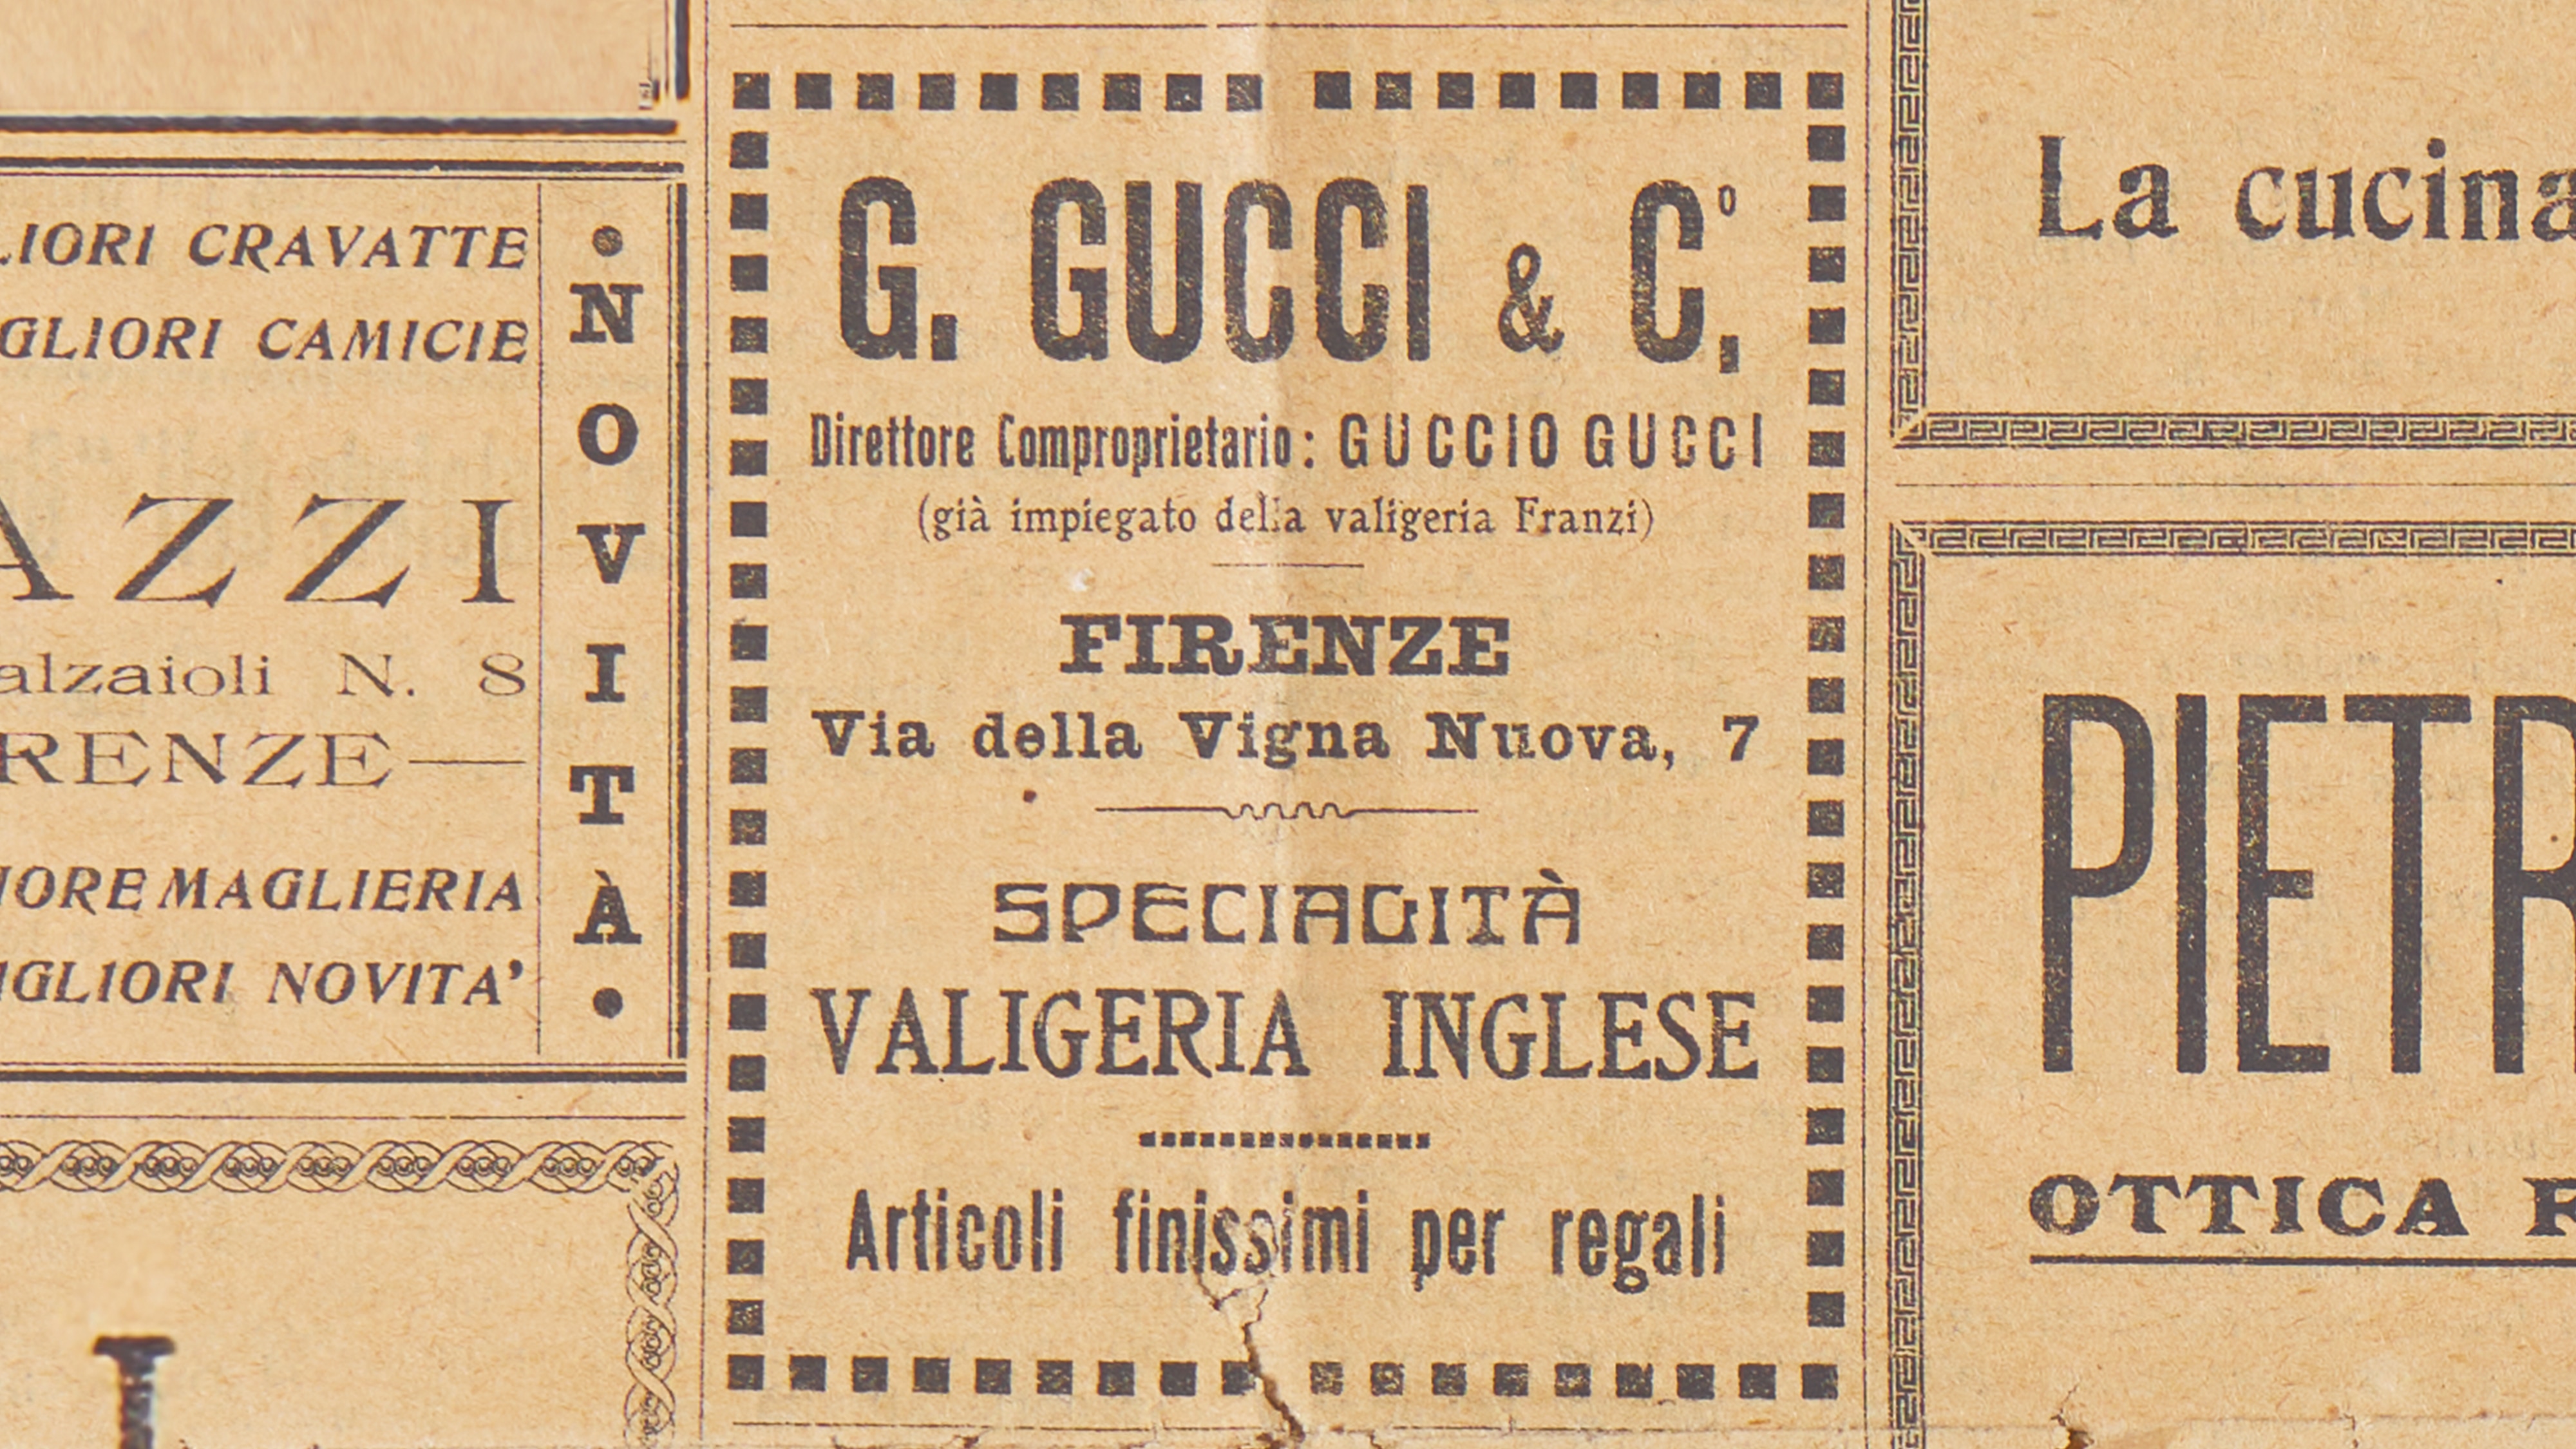 LIORI CRAVATTE
GLIORI CAMICIE
AZZI
alzaioli N. 8
RENZE—
IORE MAGLIERIA
IGLIORI NOVITA'
• NOVITÀ •
G. GUCCI & C.º
Direttore Comproprietario: GUCCIO GUCCI
(già impiegato della valigeria Franzi)
FIRENZE
Via della Vigna Nuova, 7
SPECIALITÀ
VALIGERIA INGLESE
Articoli finissimi per regali
La cucina
PIETR
OTTICA F